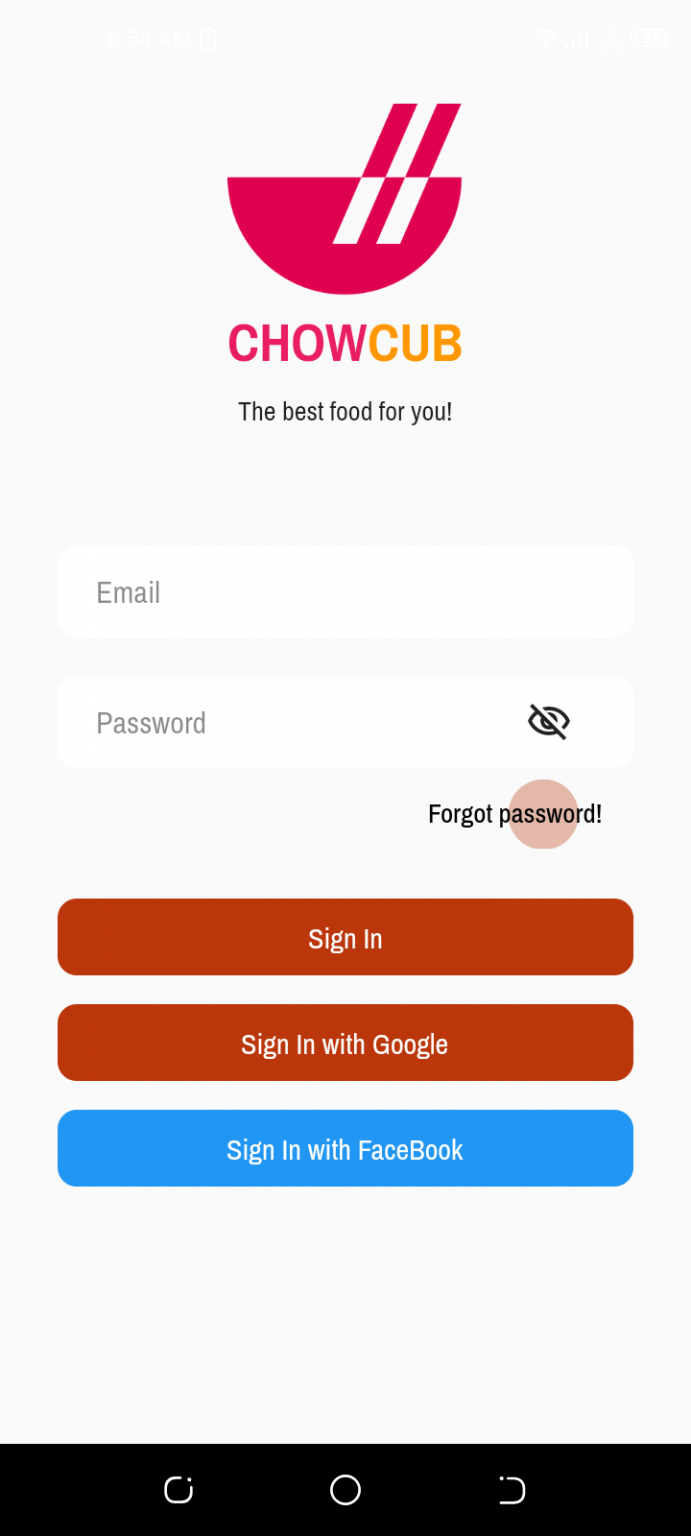 8:54 AM
CHOWCUB
The best food for you!
Email
Password
Forgot password!
Sign In
Sign In with Google
Sign In with FaceBook